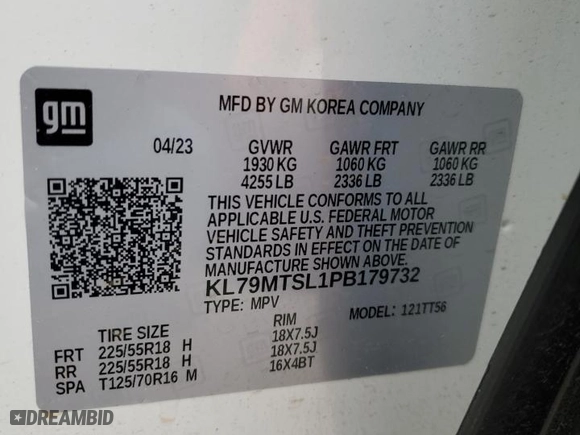 gm
MFD BY GM KOREA COMPANY
04/23 GVWR GAWR FRT GAWR RR
1930 KG 1060 KG 1060 KG
4255 LB 2336 LB 2336 LB
THIS VEHICLE CONFORMS TO ALL
APPLICABLE U.S. FEDERAL MOTOR
VEHICLE SAFETY AND THEFT PREVENTION
STANDARDS IN EFFECT ON THE DATE OF
MANUFACTURE SHOWN ABOVE.
KL79MTSL1PB179732
TYPE: MPV MODEL: 121TT56
TIRE SIZE RIM
FRT 225/55R18 H 18X7.5J
RR 225/55R18 H 18X7.5J
SPA T125/70R16 M 16X4BT
DREAMBID